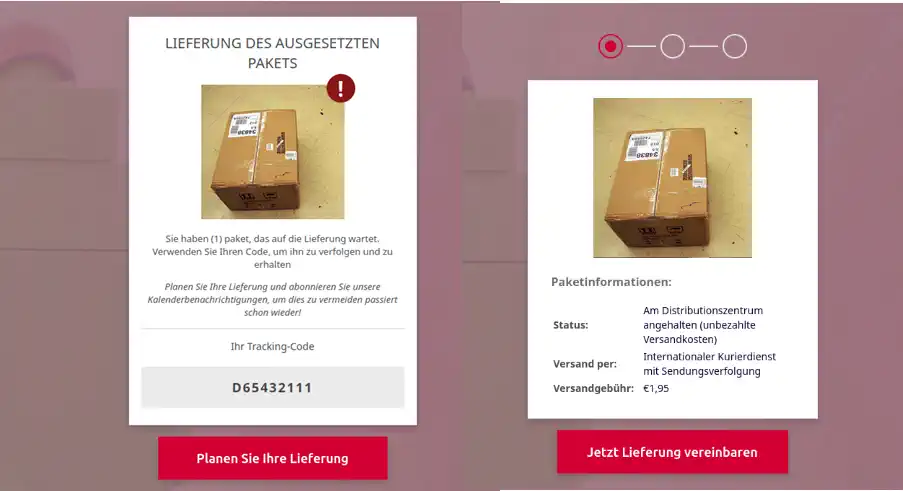 LIEFERUNG DES AUSGESETZTEN
PAKETS
!
Sie haben (1) paket, das auf die Lieferung wartet.
Verwenden Sie Ihren Code, um ihn zu verfolgen und zu
erhalten
Planen Sie Ihre Lieferung und abonnieren Sie unsere
Kalenderbenachrichtigungen, um dies zu vermeiden passiert
schon wieder!
Ihr Tracking-Code
D65432111
Planen Sie Ihre Lieferung
Paketinformationen:
Status: Am Distributionszentrum
angehalten (unbezahlte
Versandkosten)
Versand per: Internationaler Kurierdienst
mit Sendungsverfolgung
Versandgebühr: €1,95
Jetzt Lieferung vereinbaren